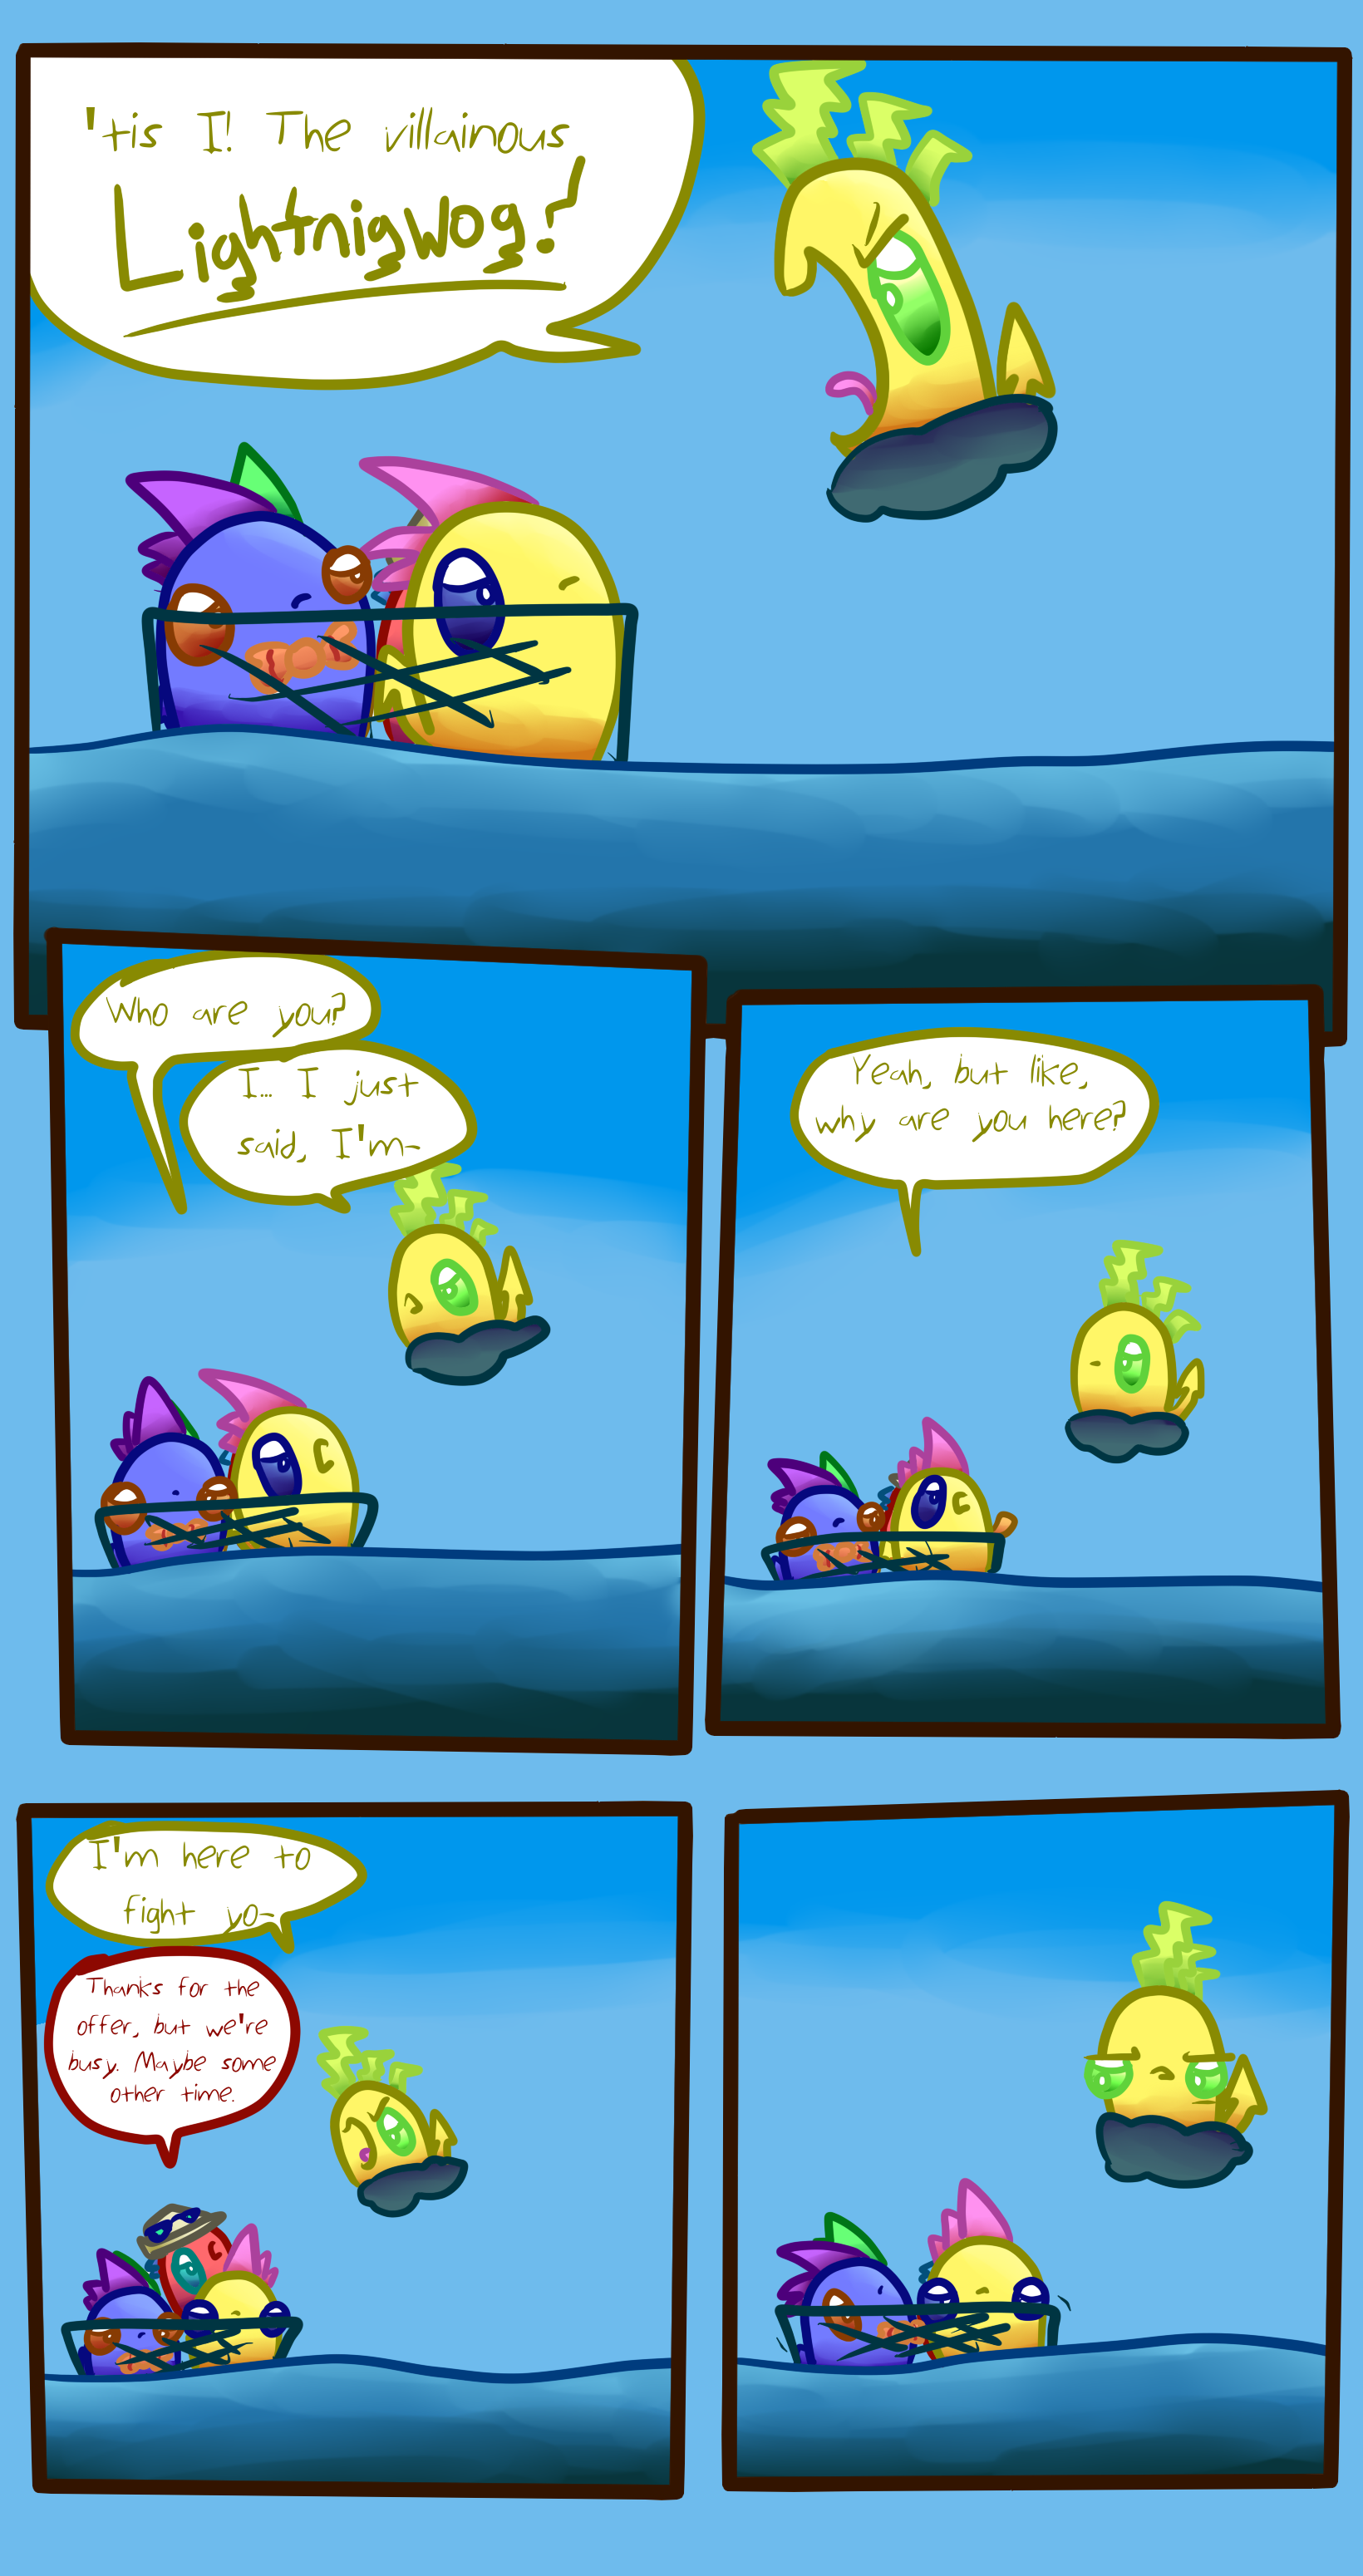 'tis I! The villainous
Lightnigwog!
Who are you?
I... I just
said, I'm-
Yeah, but like,
why are you here?
I'm here to
fight yo-
Thanks for the
offer, but we're
busy. Maybe some
other time.